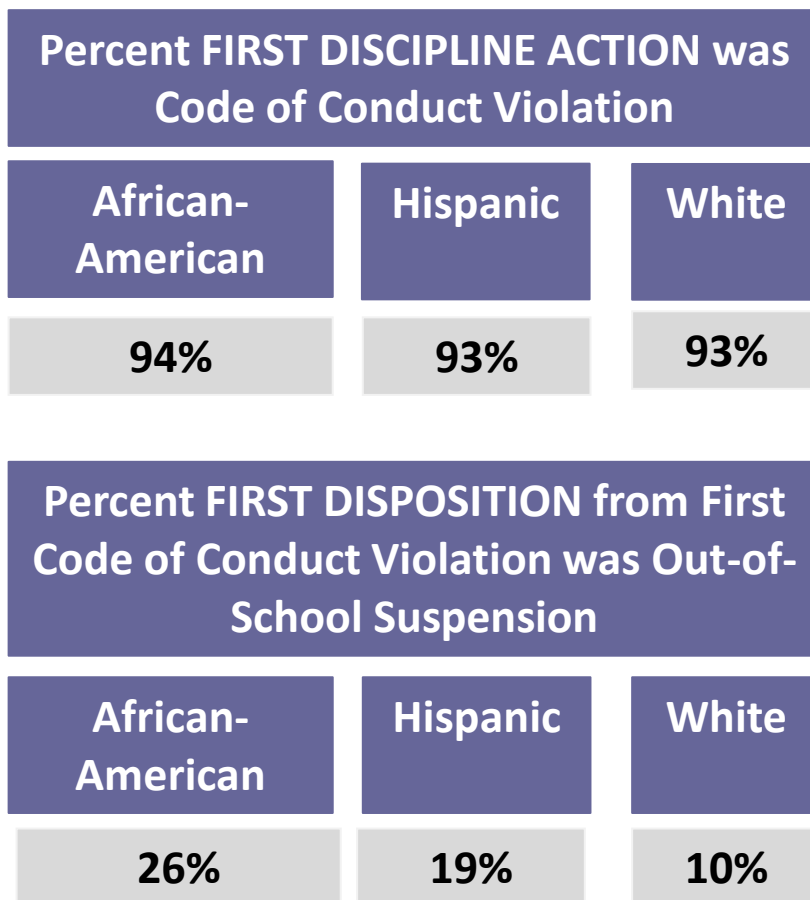 Percent FIRST DISCIPLINE ACTION was
Code of Conduct Violation
African-
American
Hispanic
White
94%
93%
93%
Percent FIRST DISPOSITION from First
Code of Conduct Violation was Out-of-
School Suspension
African-
American
Hispanic
White
26%
19%
10%